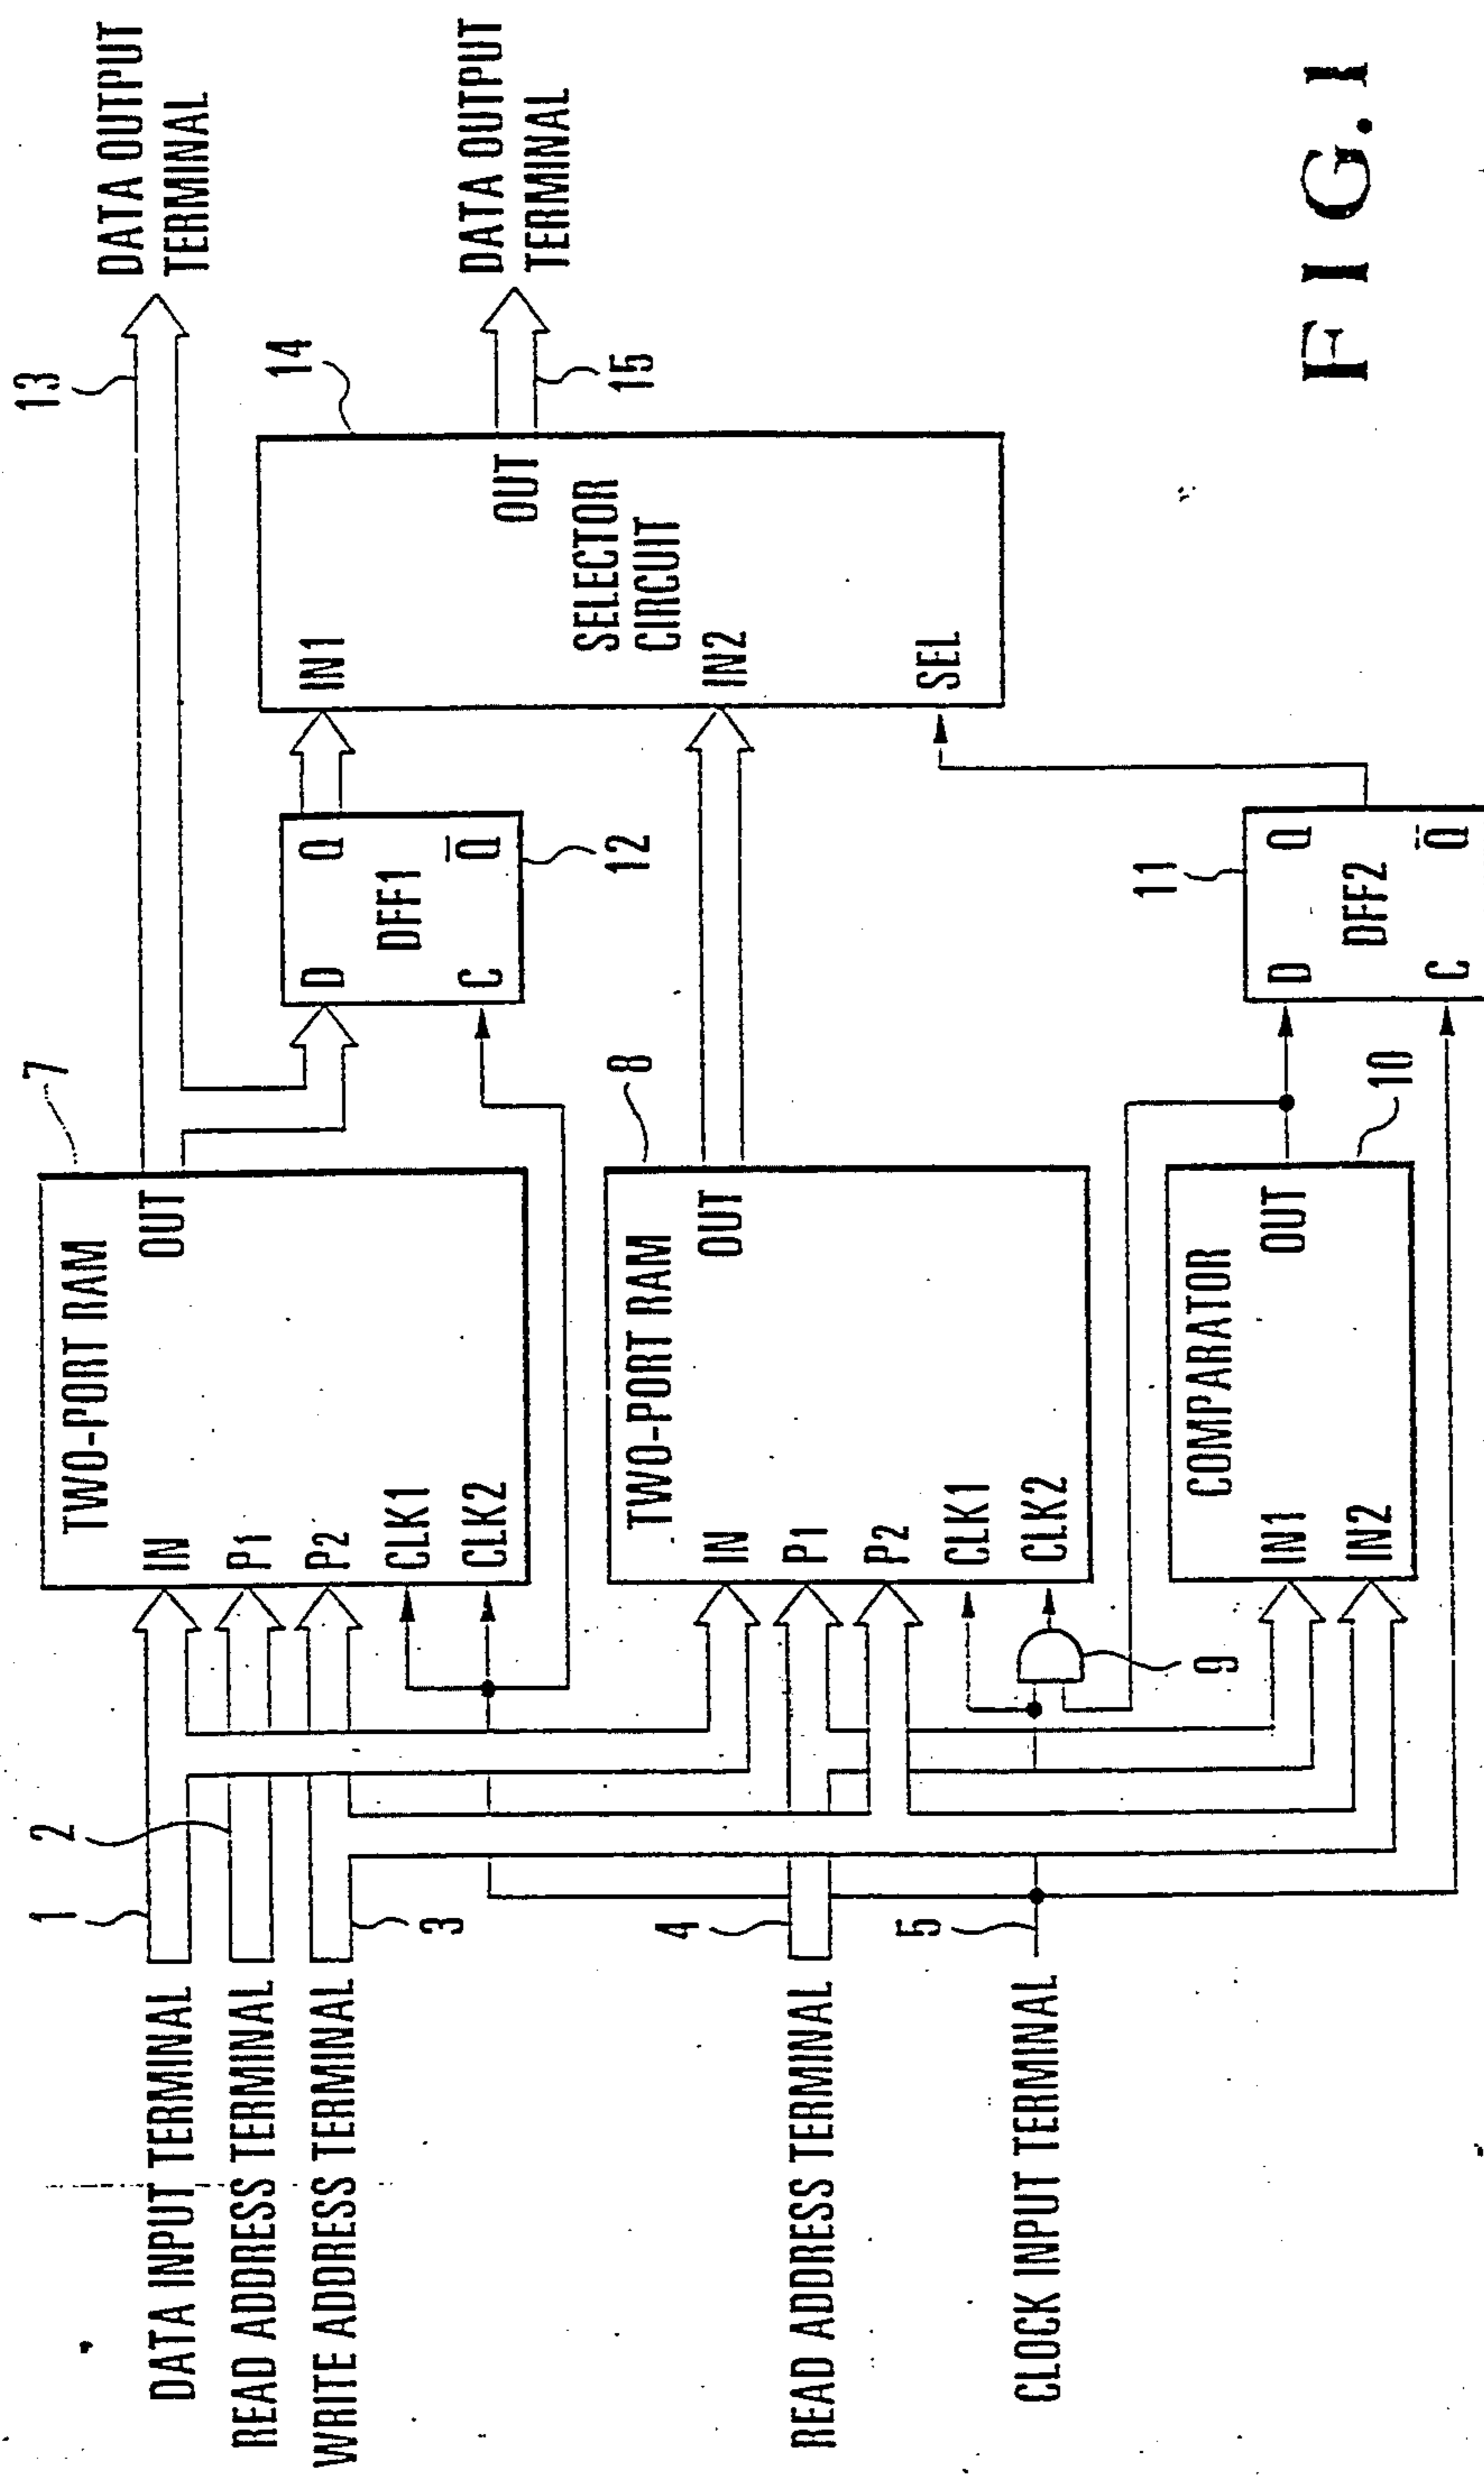 DATA INPUT TERMINAL
READ ADDRESS TERMINAL
WRITE ADDRESS TERMINAL
READ ADDRESS TERMINAL
CLOCK INPUT TERMINAL
1
2
3
4
5
TWO-PORT RAM
IN
P1
P2
CLK1
CLK2
OUT
7
TWO-PORT RAM
IN
P1
P2
CLK1
CLK2
OUT
8
9
COMPARATOR
IN1
IN2
OUT
10
D
Q
DFF1
C
Q̅
12
D
Q
DFF2
C
Q̅
11
IN1
OUT
SELECTOR
CIRCUIT
IN2
SEL
14
13
15
DATA OUTPUT
TERMINAL
DATA OUTPUT
TERMINAL
FIG.1